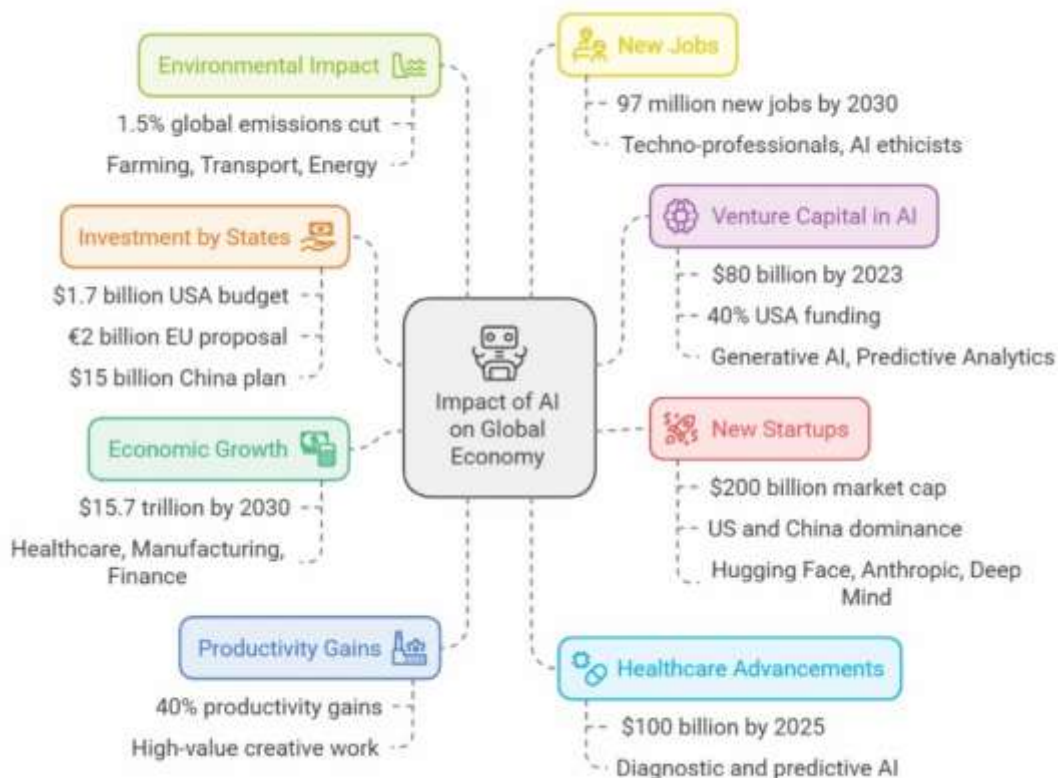 Environmental Impact
1.5% global emissions cut
Farming, Transport, Energy
Investment by States
$1.7 billion USA budget
€2 billion EU proposal
$15 billion China plan
Economic Growth
$15.7 trillion by 2030
Healthcare, Manufacturing,
Finance
Productivity Gains
40% productivity gains
High-value creative work
Impact of AI
on Global
Economy
New Jobs
97 million new jobs by 2030
Techno-professionals, AI ethicists
Venture Capital in AI
$80 billion by 2023
40% USA funding
Generative AI, Predictive Analytics
New Startups
$200 billion market cap
US and China dominance
Hugging Face, Anthropic, Deep
Mind
Healthcare Advancements
$100 billion by 2025
Diagnostic and predictive AI